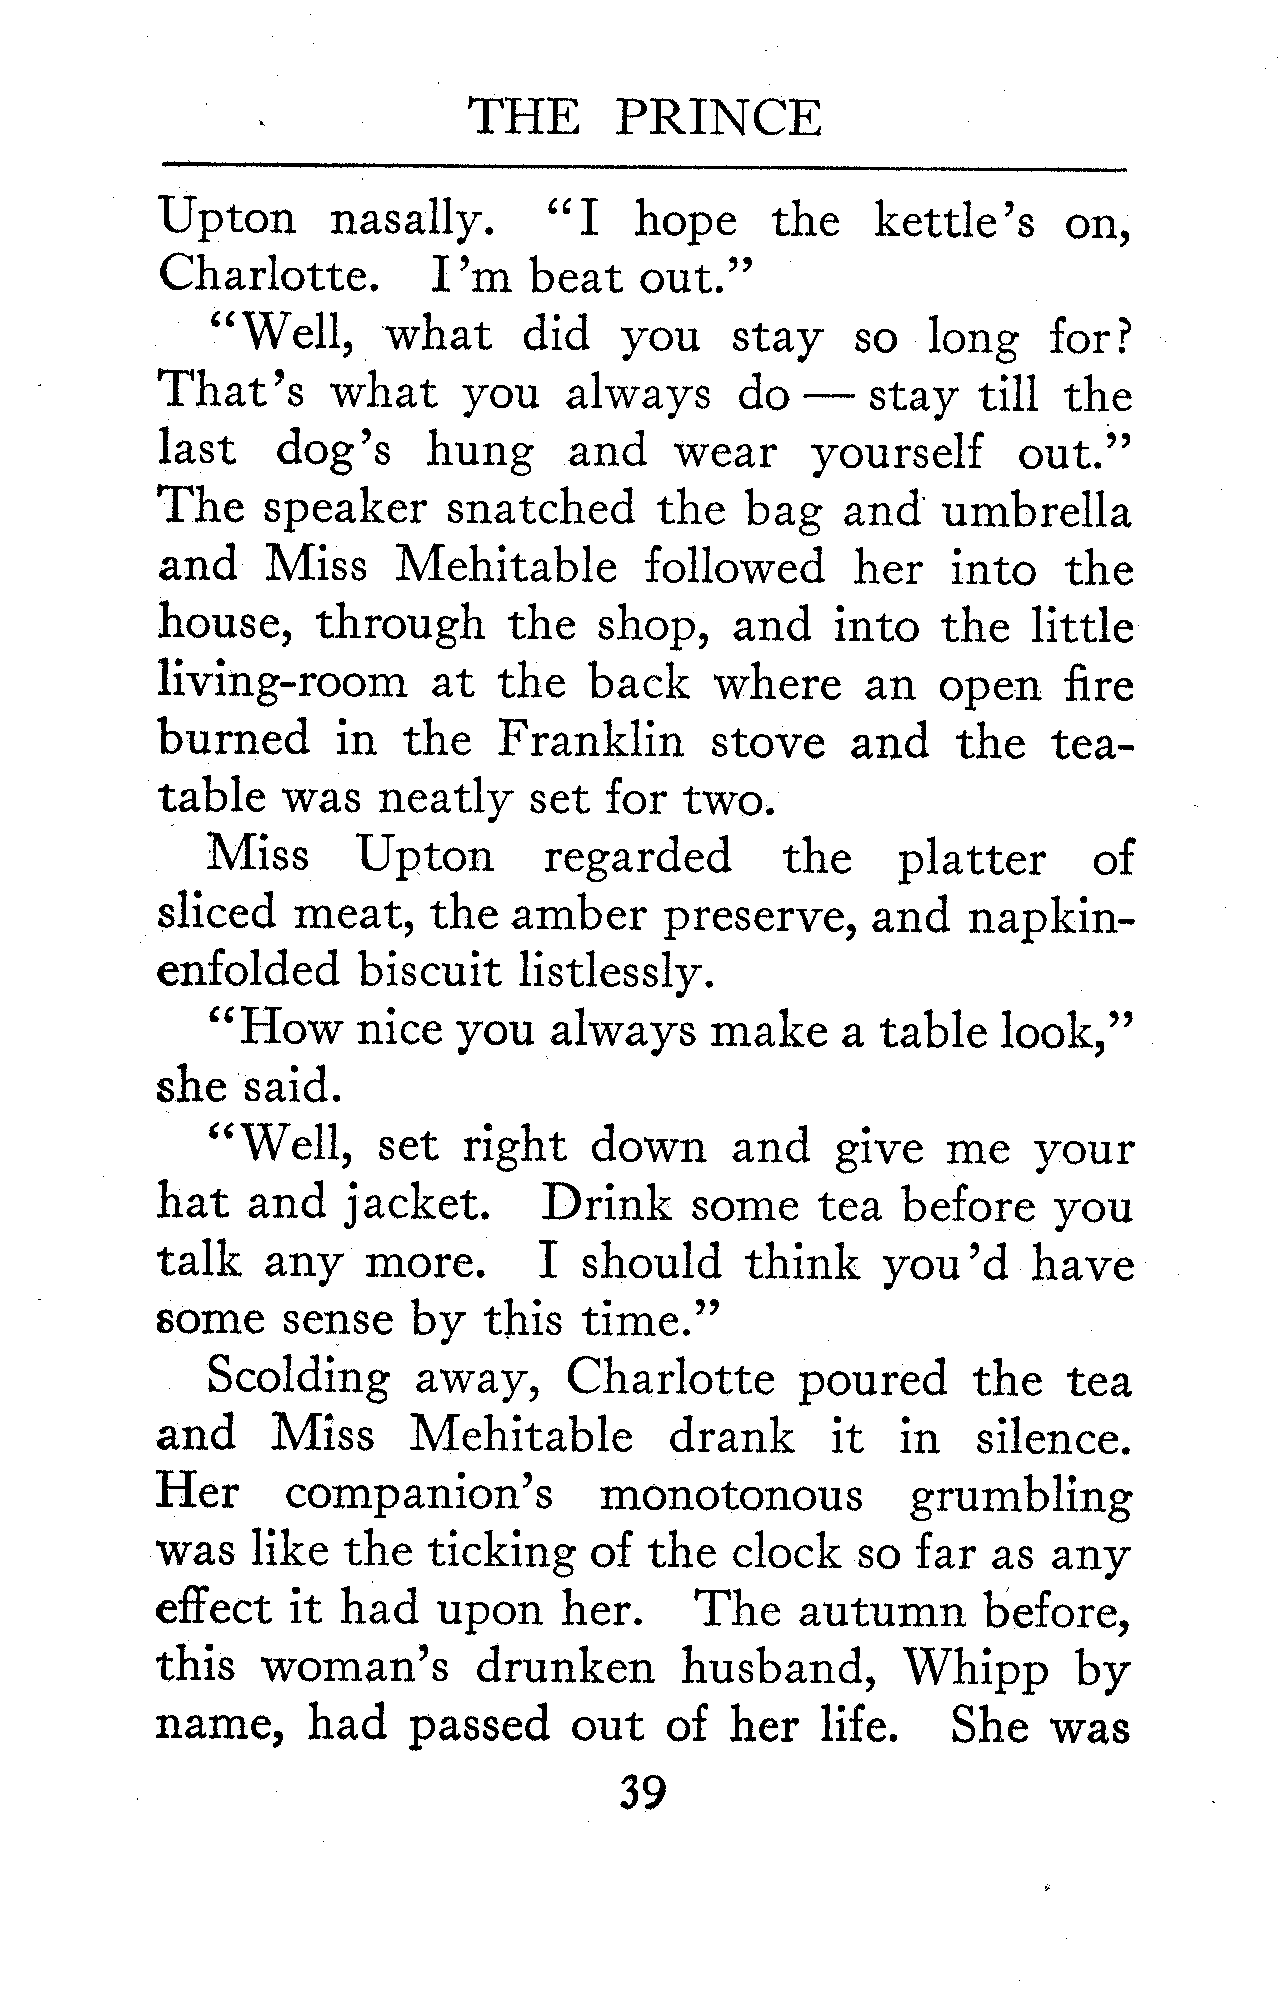 THE PRINCE
Upton nasally. “I hope the kettle’s on,
Charlotte. I’m beat out.”
“Well, what did you stay so long for?
That’s what you always do — stay till the
last dog’s hung and wear yourself out.”
The speaker snatched the bag and umbrella
and Miss Mehitable followed her into the
house, through the shop, and into the little
living-room at the back where an open fire
burned in the Franklin stove and the tea-
table was neatly set for two.
Miss Upton regarded the platter of
sliced meat, the amber preserve, and napkin-
enfolded biscuit listlessly.
“How nice you always make a table look,”
she said.
“Well, set right down and give me your
hat and jacket. Drink some tea before you
talk any more. I should think you’d have
some sense by this time.”
Scolding away, Charlotte poured the tea
and Miss Mehitable drank it in silence.
Her companion’s monotonous grumbling
was like the ticking of the clock so far as any
effect it had upon her. The autumn before,
this woman’s drunken husband, Whipp by
name, had passed out of her life. She was
39